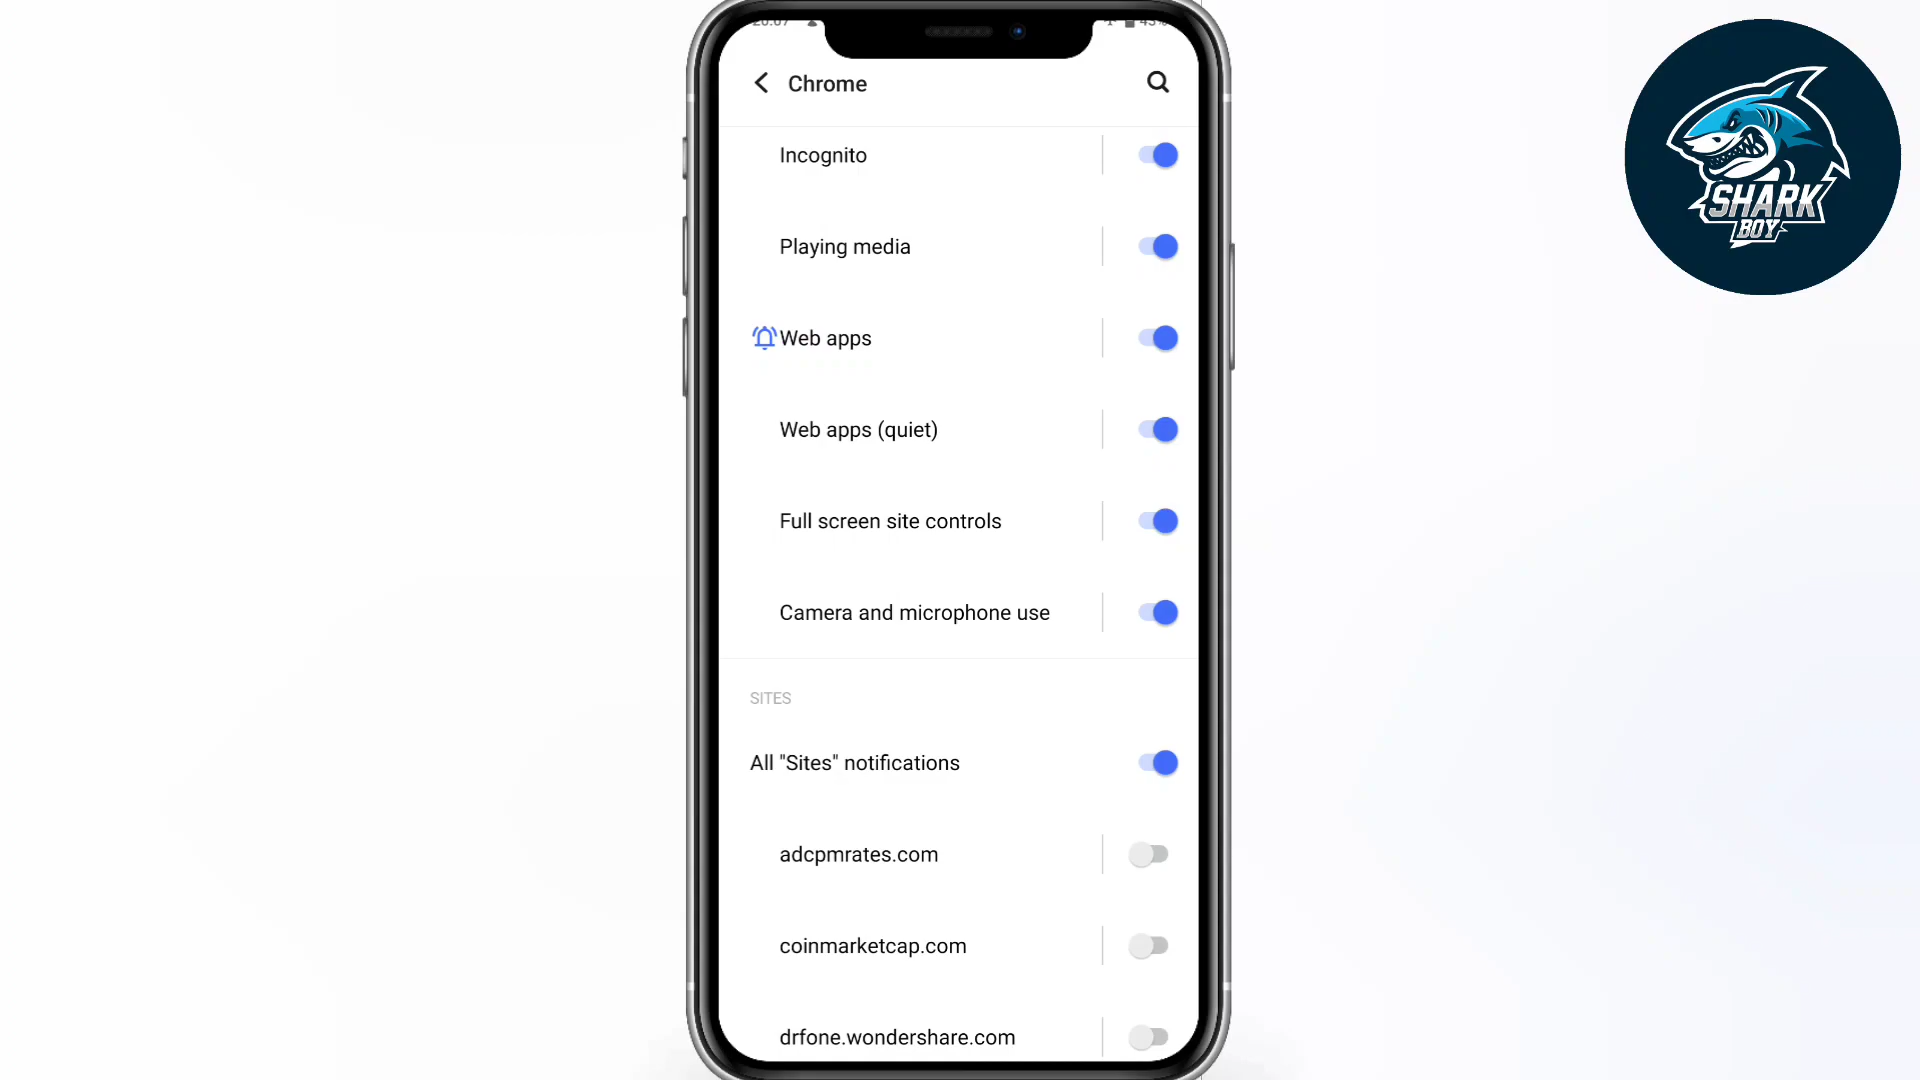 Chrome
Incognito
Playing media
Web apps
Web apps (quiet)
Full screen site controls
Camera and microphone use
SITES
All "Sites" notifications
adcpmrates.com
coinmarketcap.com
drfone.wondershare.com
SHARK
BOY